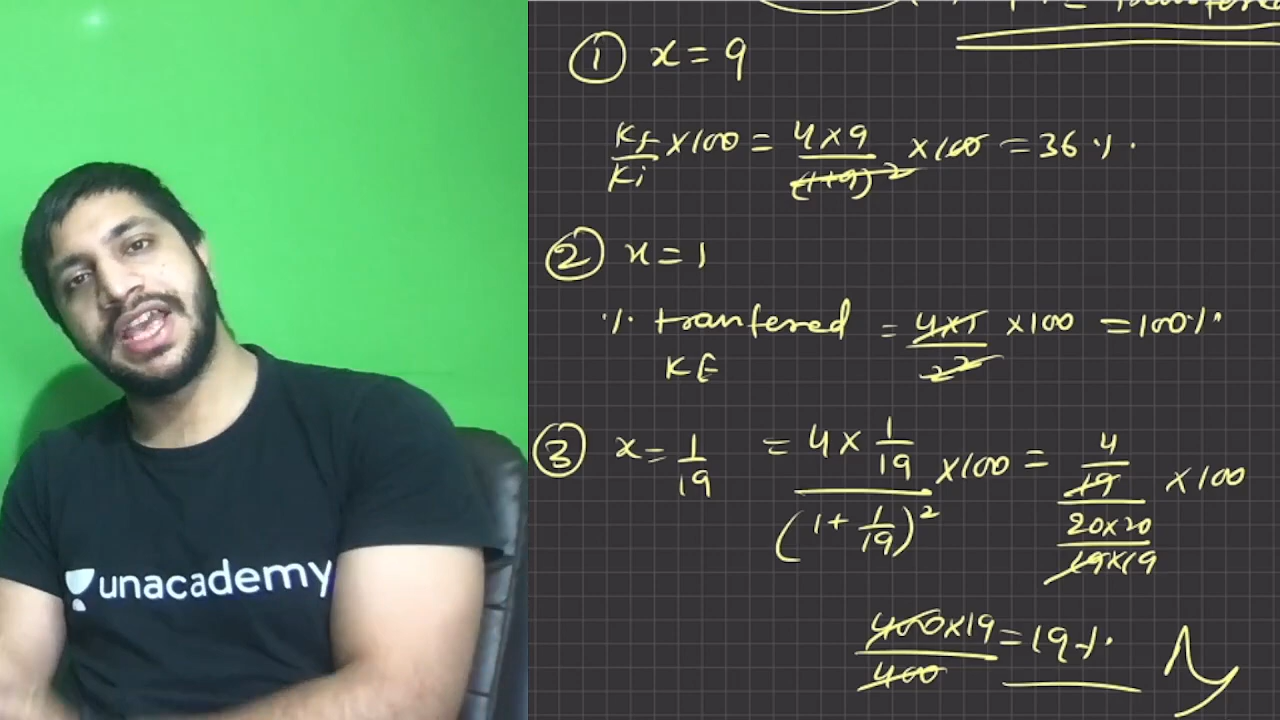 unacademy
① x = 9
Kf/Ki ×100 = 4×9/(1+9)² ×100 = 36 %.
② x = 1
% tranfered KE = 4×1/2² ×100 = 100%
③ x = 1/19 = 4 × 1/19 / (1 + 1/19)² ×100 = 4/19 / 20×20/19×19 × 100
400×19/400 = 19%